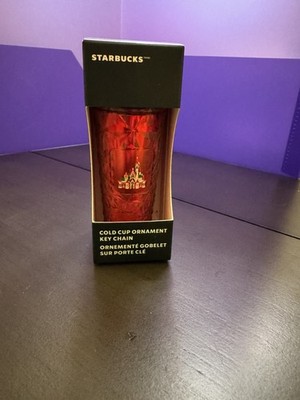 STARBUCKS
COLD CUP ORNAMENT
KEY CHAIN
ORNEMENTÉ GOBELET
SUR PORTE CLÉ